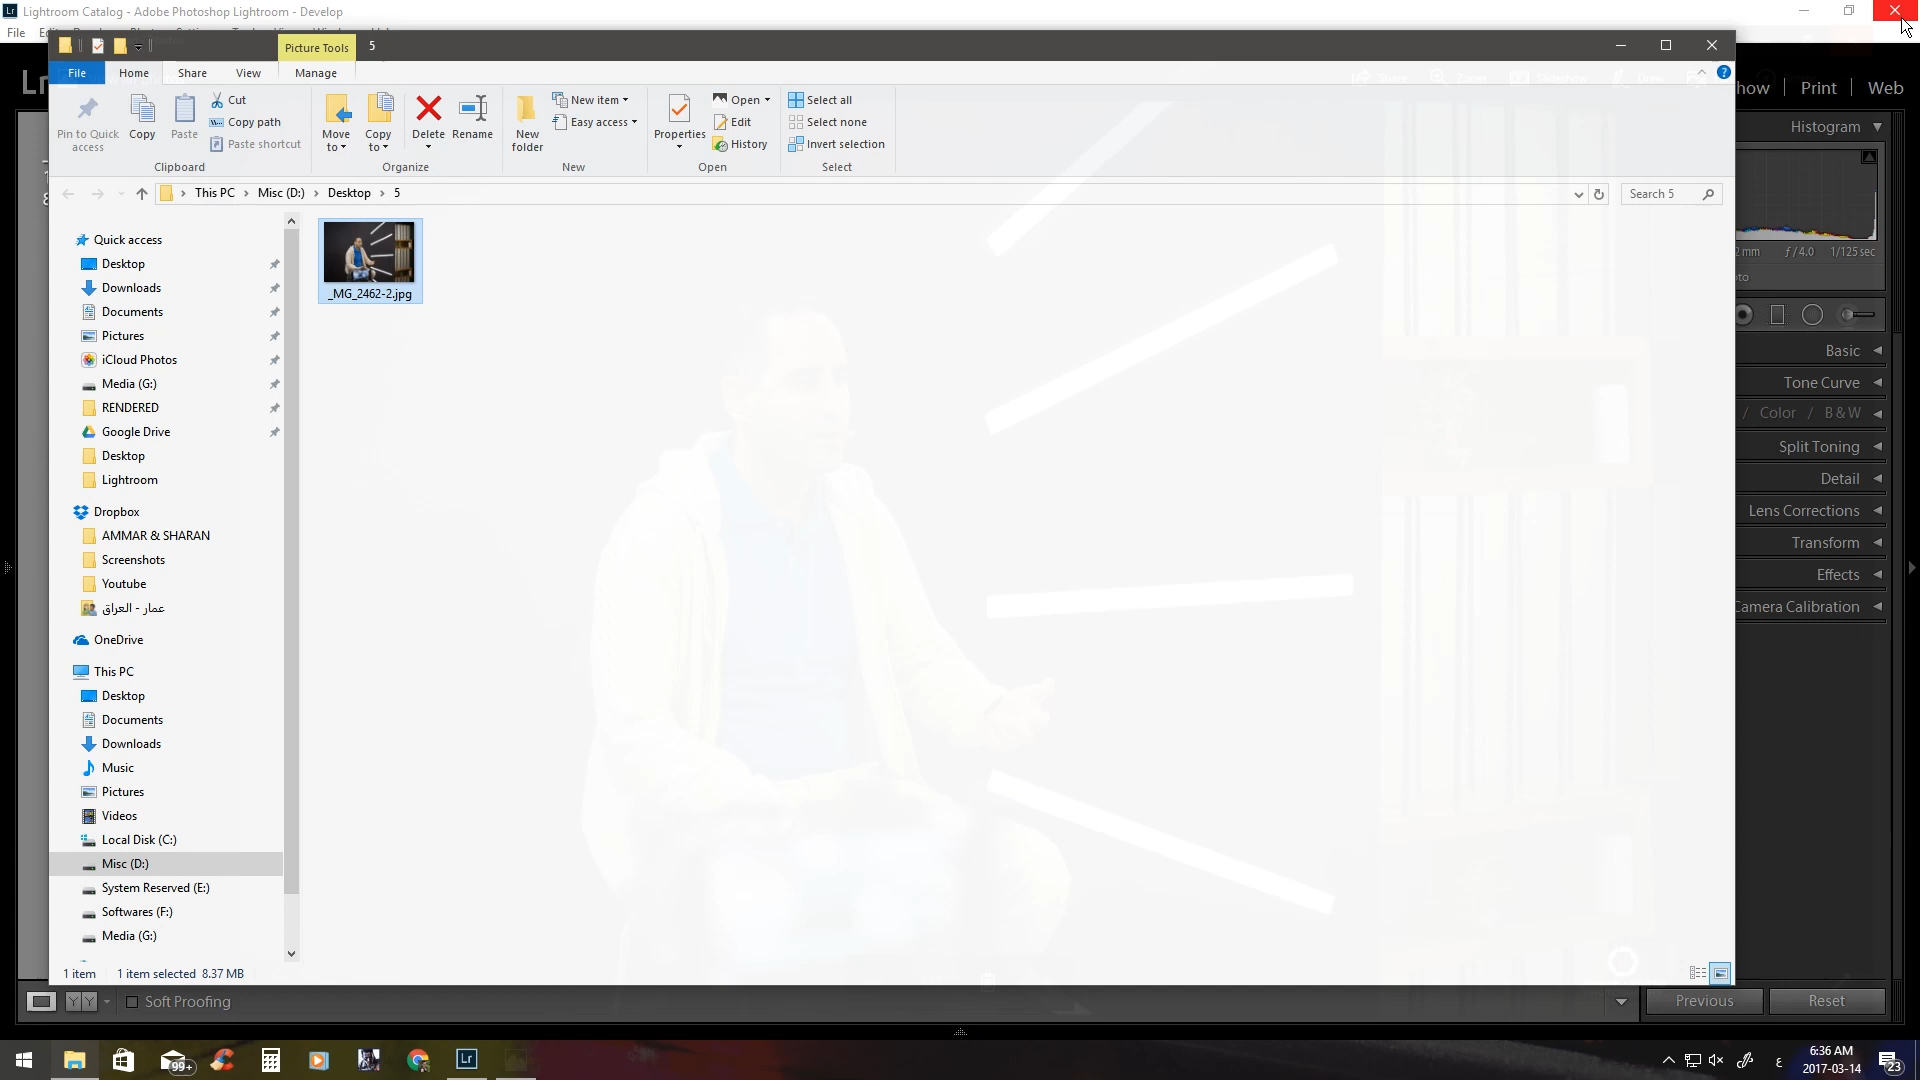 Lightroom Catalog - Adobe Photoshop Lightroom - Develop
File
Picture Tools
5
File
Home
Share
View
Manage
Pin to Quick access
Copy
Paste
Cut
Copy path
Paste shortcut
Clipboard
Move to
Copy to
Delete
Rename
Organize
New folder
New item
Easy access
New
Properties
Open
Edit
History
Open
Select all
Select none
Invert selection
Select
This PC > Misc (D:) > Desktop > 5
Search 5
Quick access
Desktop
Downloads
Documents
Pictures
iCloud Photos
Media (G:)
RENDERED
Google Drive
Desktop
Lightroom
Dropbox
AMMAR & SHARAN
Screenshots
Youtube
عمار - العراق
OneDrive
This PC
Desktop
Documents
Downloads
Music
Pictures
Videos
Local Disk (C:)
Misc (D:)
System Reserved (E:)
Softwares (F:)
Media (G:)
_MG_2462-2.jpg
1 item
1 item selected 8.37 MB
Lr
how | Print | Web
Histogram
2mm f/4.0 1/125sec
Basic
Tone Curve
/ Color / B & W
Split Toning
Detail
Lens Corrections
Transform
Effects
Camera Calibration
Y Y
Soft Proofing
Previous
Reset
99+
Lr
ع
6:36 AM
2017-03-14
23